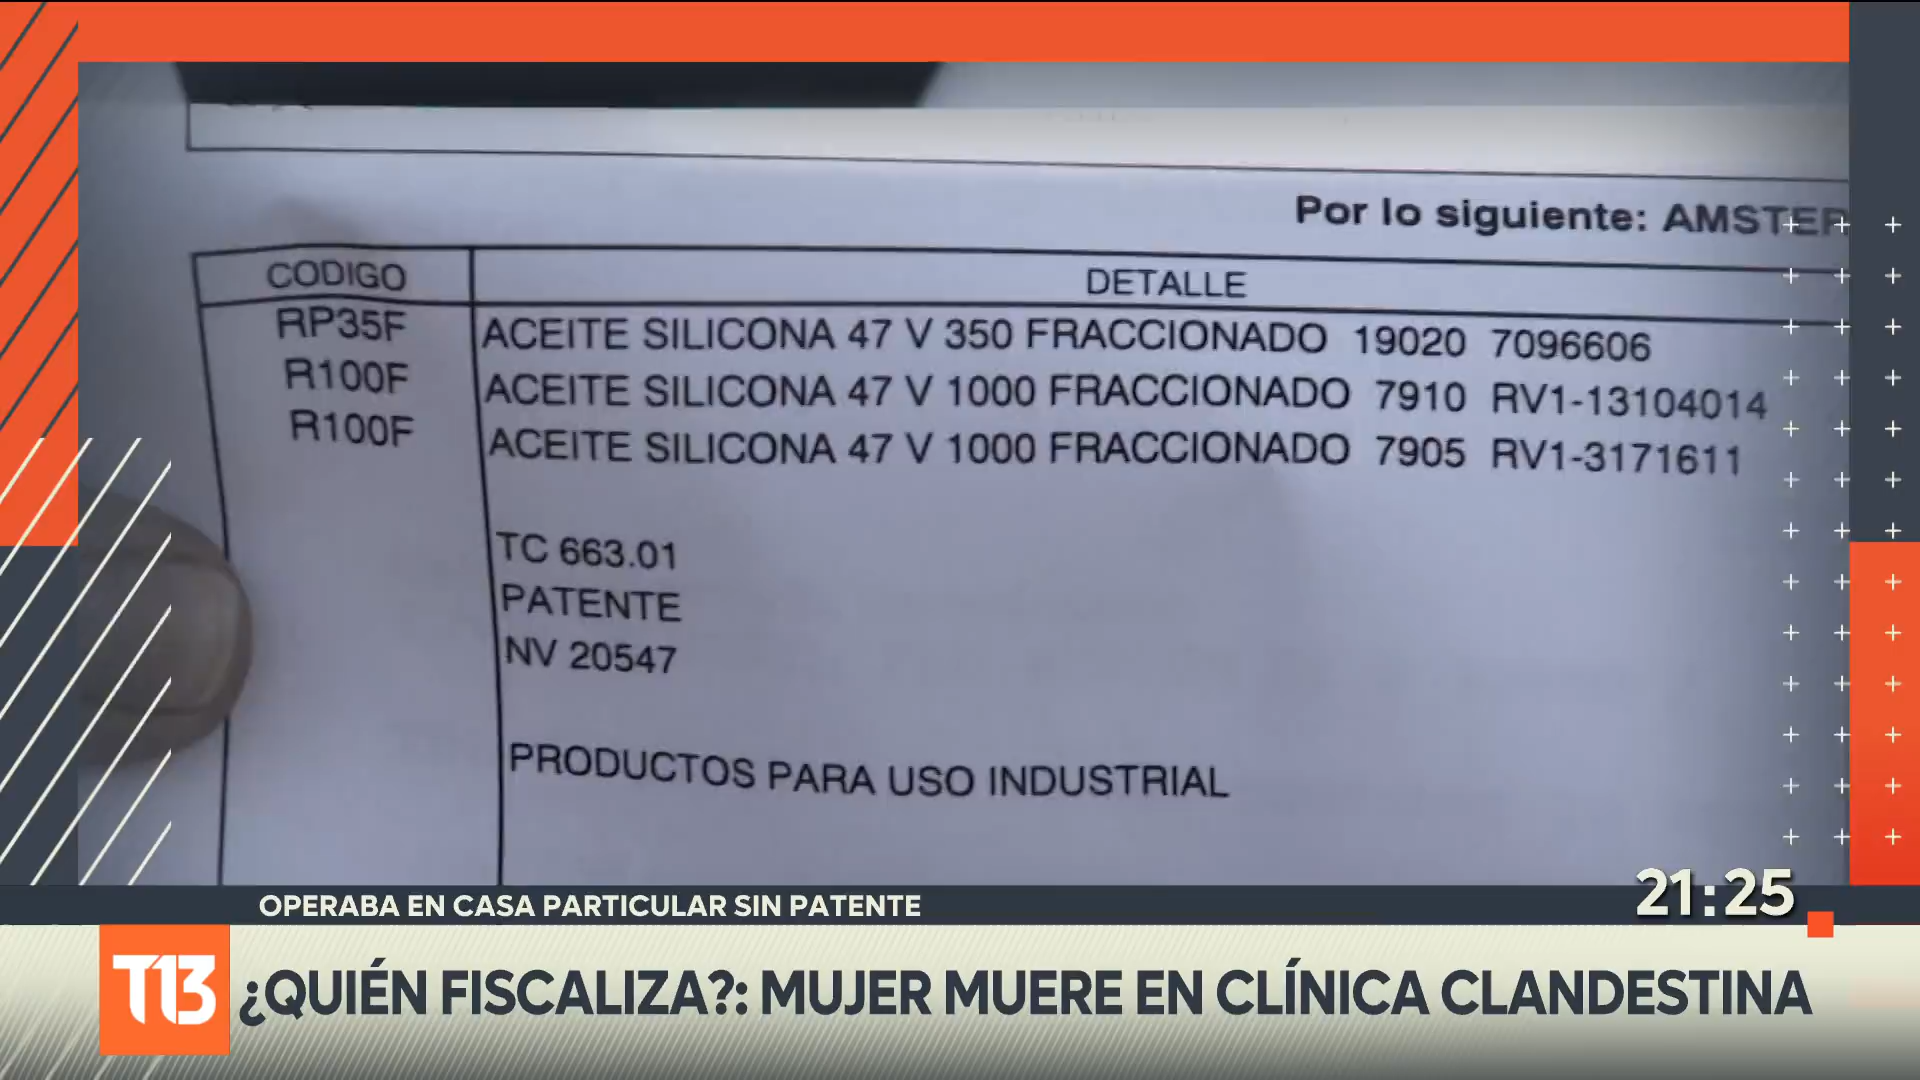 Por lo siguiente: AMSTER
CODIGO DETALLE
RP35F ACEITE SILICONA 47 V 350 FRACCIONADO 19020 7096606
R100F ACEITE SILICONA 47 V 1000 FRACCIONADO 7910 RV1-13104014
R100F ACEITE SILICONA 47 V 1000 FRACCIONADO 7905 RV1-3171611
TC 663.01
PATENTE
NV 20547
PRODUCTOS PARA USO INDUSTRIAL
OPERABA EN CASA PARTICULAR SIN PATENTE
21:25
T13
¿QUIÉN FISCALIZA?: MUJER MUERE EN CLÍNICA CLANDESTINA